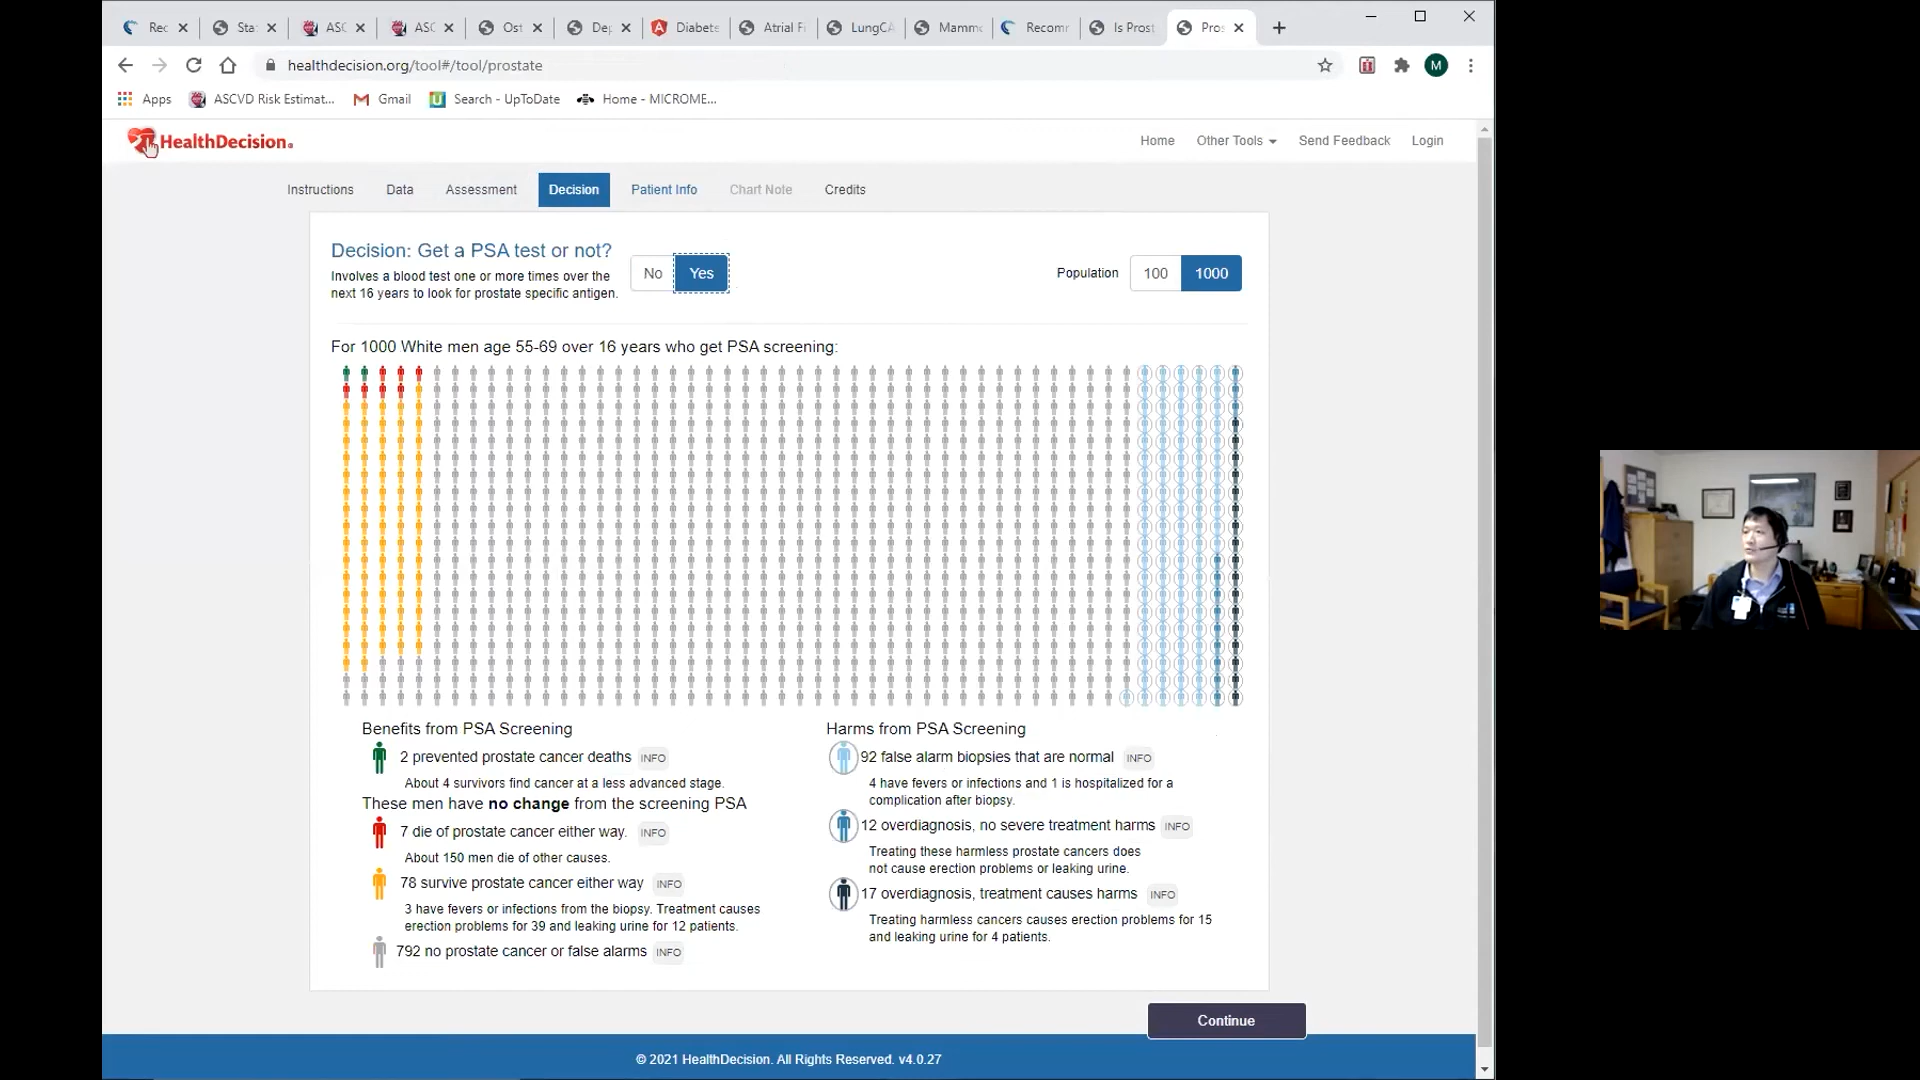 Rec
Sta
ASC
ASC
Ost
Dep
Diabete
Atrial Fi
LungCA
Mammo
Recomm
Is Prost
Pros
healthdecision.org/tool#/tool/prostate
M
Apps
ASCVD Risk Estimat...
Gmail
Search - UpToDate
Home - MICROME...
HealthDecision.
Home
Other Tools
Send Feedback
Login
Instructions
Data
Assessment
Decision
Patient Info
Chart Note
Credits
Decision: Get a PSA test or not?
Involves a blood test one or more times over the
next 16 years to look for prostate specific antigen.
No
Yes
Population
100
1000
For 1000 White men age 55-69 over 16 years who get PSA screening:
Benefits from PSA Screening
2 prevented prostate cancer deaths INFO
About 4 survivors find cancer at a less advanced stage.
These men have no change from the screening PSA
7 die of prostate cancer either way. INFO
About 150 men die of other causes.
78 survive prostate cancer either way INFO
3 have fevers or infections from the biopsy. Treatment causes
erection problems for 39 and leaking urine for 12 patients.
792 no prostate cancer or false alarms INFO
Harms from PSA Screening
92 false alarm biopsies that are normal INFO
4 have fevers or infections and 1 is hospitalized for a
complication after biopsy.
12 overdiagnosis, no severe treatment harms INFO
Treating these harmless prostate cancers does
not cause erection problems or leaking urine.
17 overdiagnosis, treatment causes harms INFO
Treating harmless cancers causes erection problems for 15
and leaking urine for 4 patients.
Continue
© 2021 HealthDecision. All Rights Reserved. v4.0.27